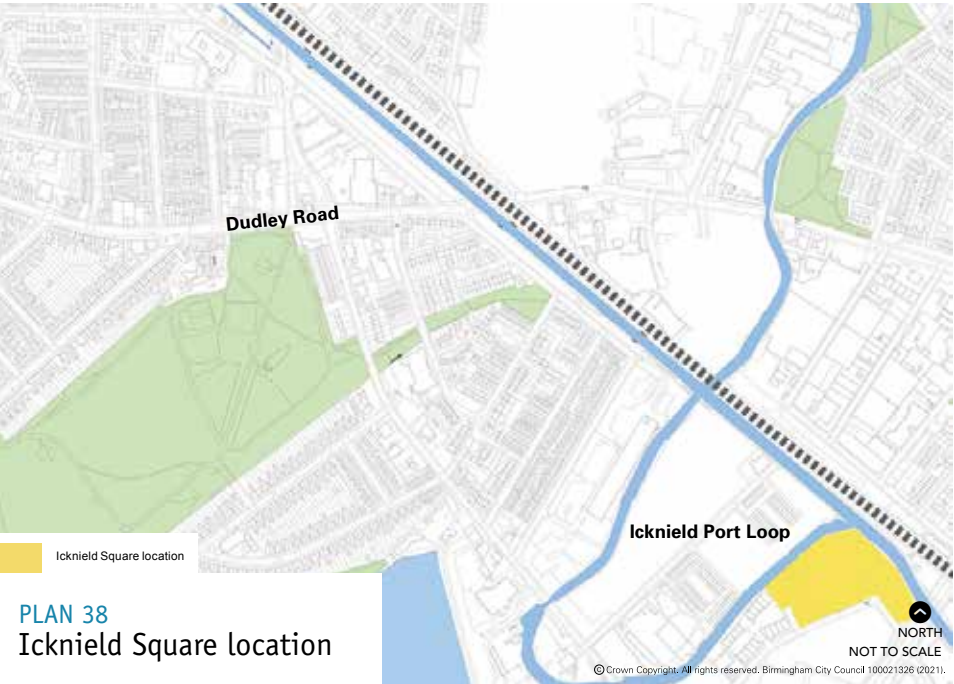 Dudley Road
Icknield Port Loop
Icknield Square location
PLAN 38
Icknield Square location
NORTH
NOT TO SCALE
© Crown Copyright. All rights reserved. Birmingham City Council 100021326 (2021).